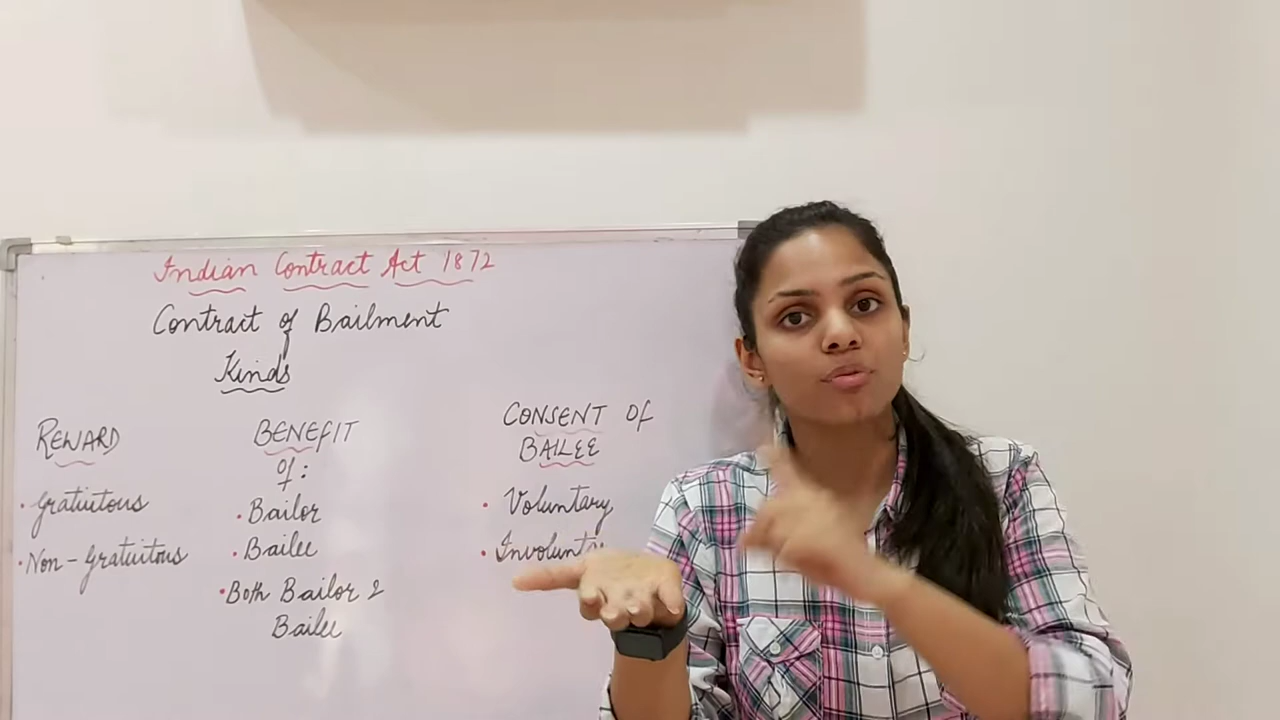 Indian Contract Act 1872
Contract of Bailment
Kinds
REWARD
• Gratuitous
• Non-Gratuitous
BENEFIT
of:
• Bailor
• Bailee
• Both Bailor &
Bailee
CONSENT OF
BAILEE
• Voluntary